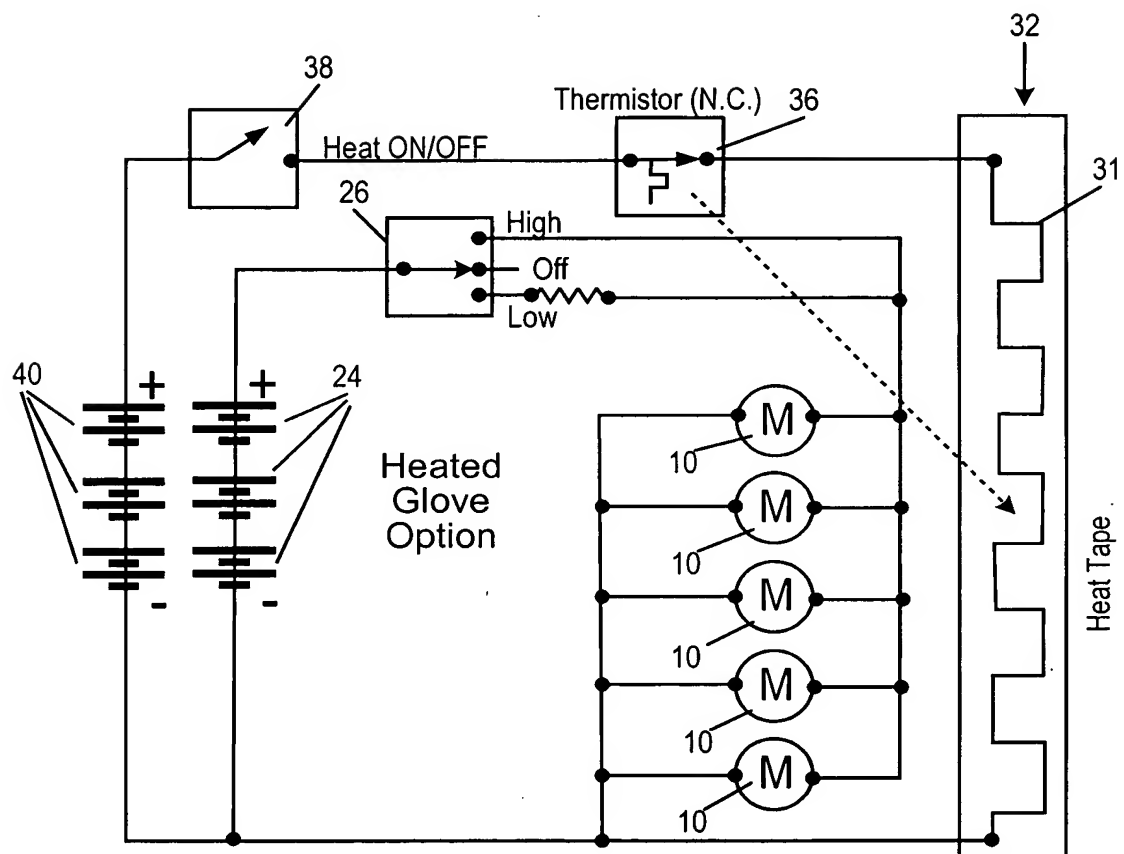 32
38
Thermistor (N.C.)
36
Heat ON/OFF
31
26
High
Off
Low
40
+
+
24
M
10
Heated
Glove
Option
M
10
M
10
-
-
Heat Tape
M
10
M
10